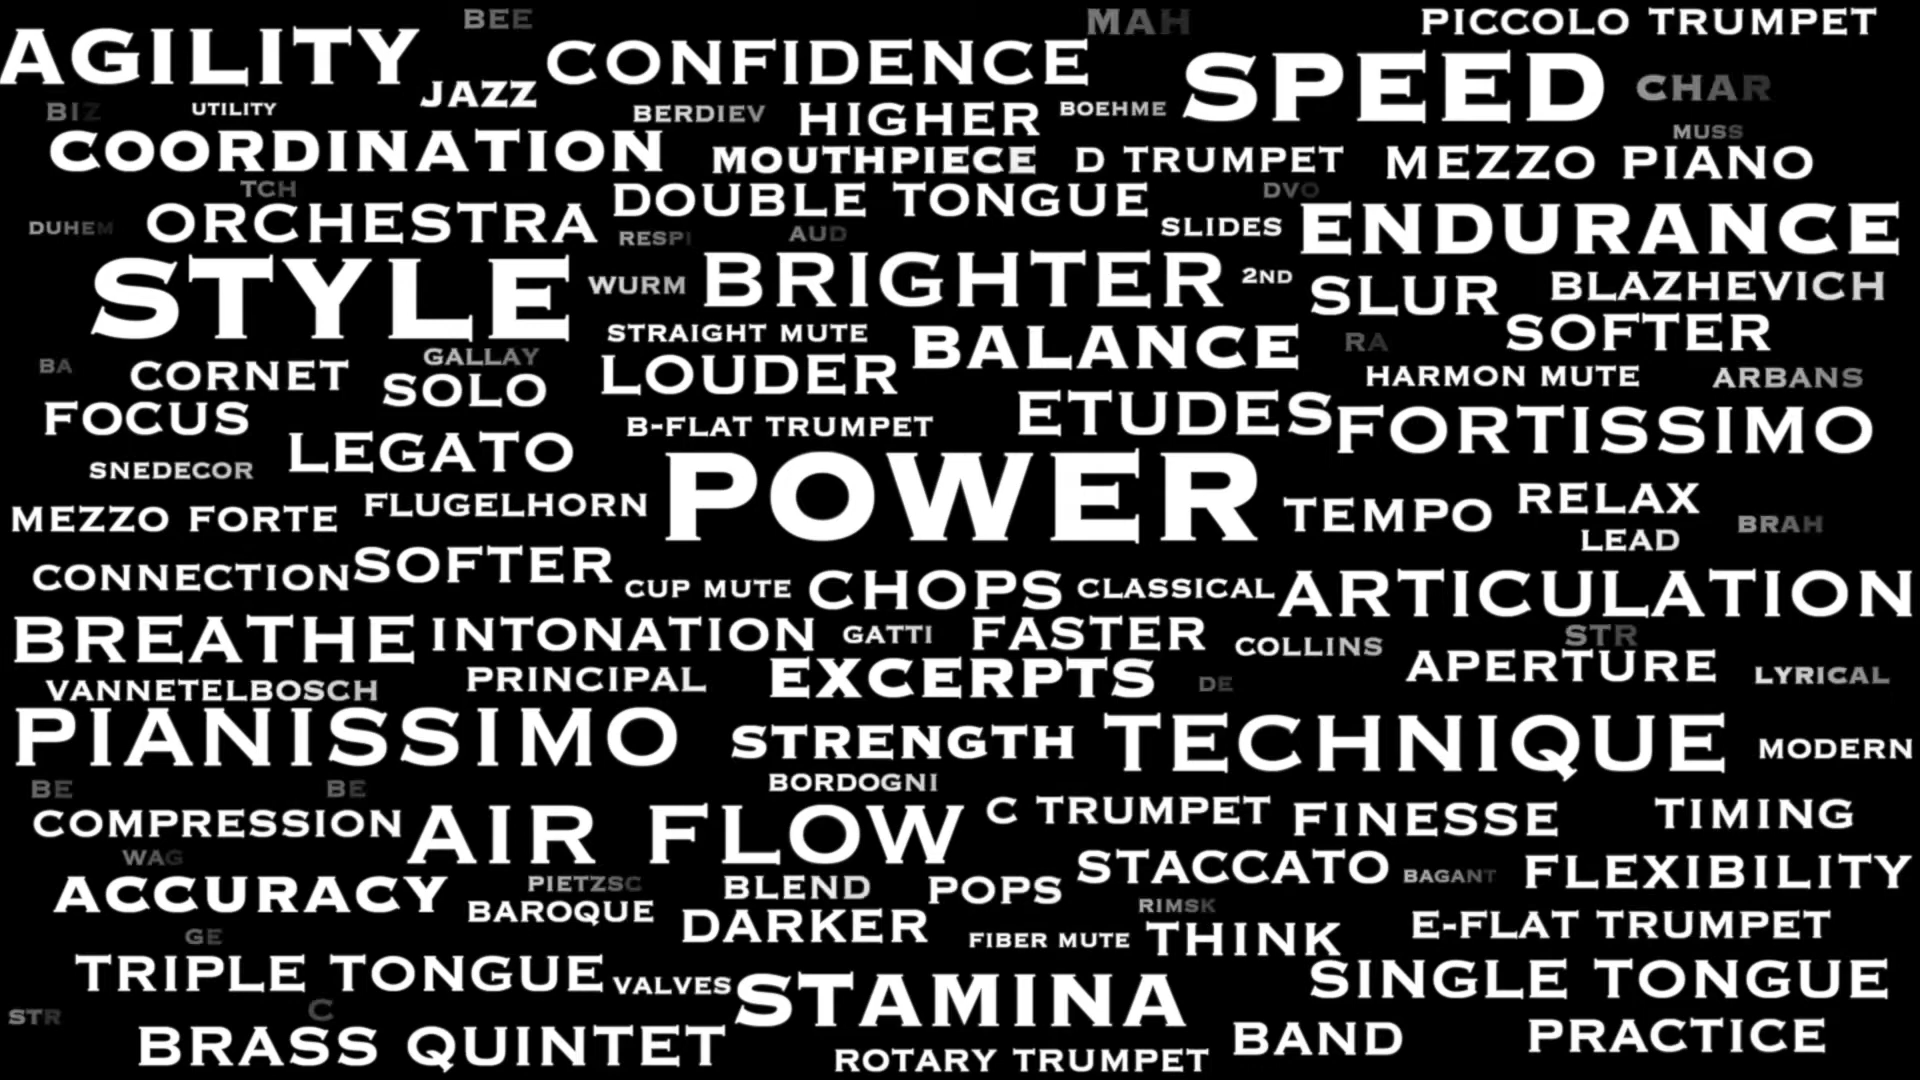 BEE
MAH
PICCOLO TRUMPET
AGILITY
CONFIDENCE
SPEED
CHAR
JAZZ
BIZ
UTILITY
BERDIEV
HIGHER
BOEHME
MUSS
COORDINATION
MOUTHPIECE
D TRUMPET
MEZZO PIANO
TCH
DOUBLE TONGUE
DVO
DUHEM
ORCHESTRA
RESPI
AUD
SLIDES
ENDURANCE
STYLE
WURM
BRIGHTER
2ND
SLUR
BLAZHEVICH
STRAIGHT MUTE
BALANCE
RA
SOFTER
GALLAY
BA
CORNET
SOLO
LOUDER
HARMON MUTE
ARBANS
FOCUS
B-FLAT TRUMPET
ETUDES
FORTISSIMO
SNEDECOR
LEGATO
POWER
MEZZO FORTE
FLUGELHORN
TEMPO
RELAX
BRAH
LEAD
CONNECTION
SOFTER
CUP MUTE
CHOPS
CLASSICAL
ARTICULATION
BREATHE
INTONATION
GATTI
FASTER
COLLINS
STR
APERTURE
LYRICAL
VANNETELBOSCH
PRINCIPAL
EXCERPTS
DE
PIANISSIMO
STRENGTH
TECHNIQUE
MODERN
BORDOGNI
BE
BE
COMPRESSION
AIR FLOW
C TRUMPET
FINESSE
TIMING
WAG
STACCATO
BAGANT
FLEXIBILITY
ACCURACY
PIETZSC
BAROQUE
BLEND
POPS
RIMSK
GE
DARKER
FIBER MUTE
THINK
E-FLAT TRUMPET
TRIPLE TONGUE
VALVES
STAMINA
SINGLE TONGUE
STR
C
BRASS QUINTET
ROTARY TRUMPET
BAND
PRACTICE